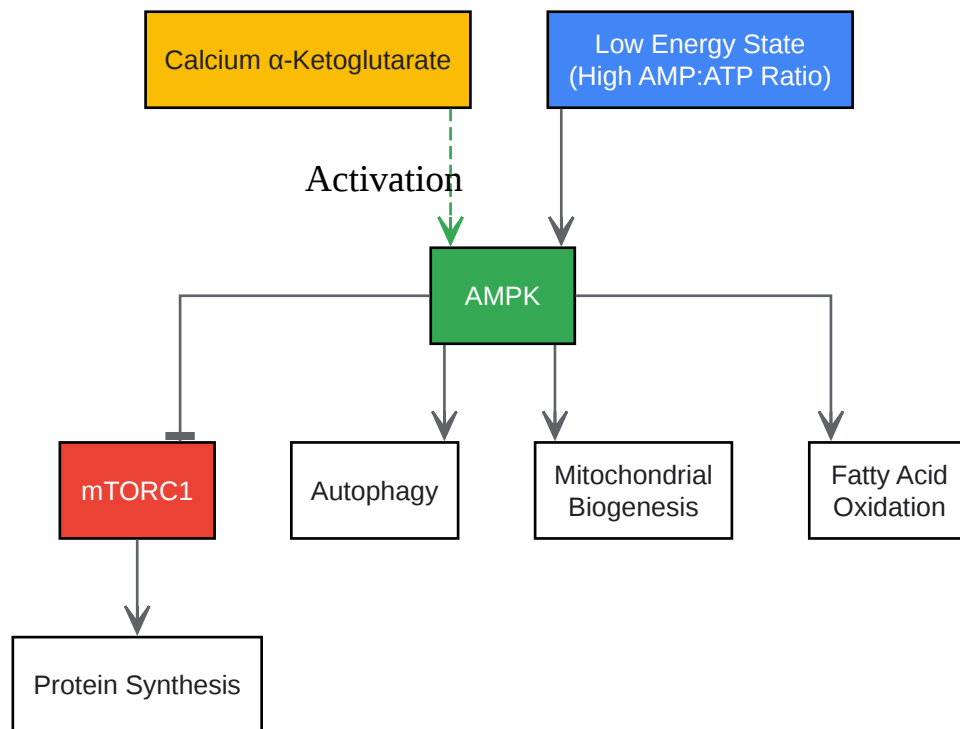 Calcium α-Ketoglutarate
Low Energy State
(High AMP:ATP Ratio)
Activation
AMPK
mTORC1
Autophagy
Mitochondrial
Biogenesis
Fatty Acid
Oxidation
Protein Synthesis